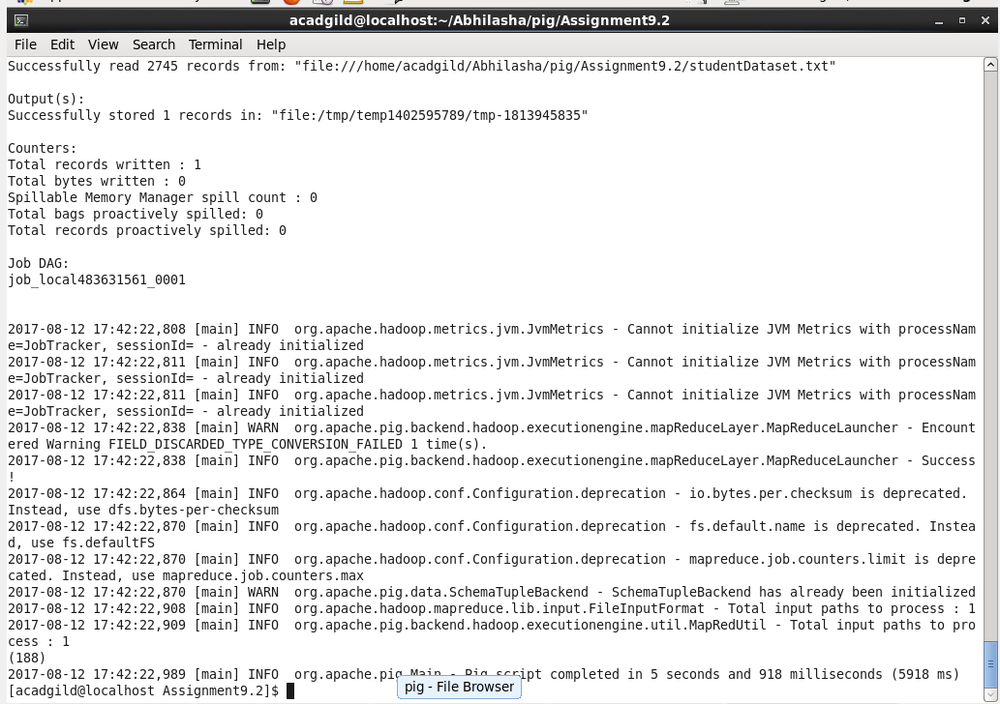 acadgild@localhost:~/Abhilasha/pig/Assignment9.2
File Edit View Search Terminal Help
Successfully read 2745 records from: "file:///home/acadgild/Abhilasha/pig/Assignment9.2/studentDataset.txt"
Output(s):
Successfully stored 1 records in: "file:/tmp/temp1402595789/tmp-1813945835"
Counters:
Total records written : 1
Total bytes written : 0
Spillable Memory Manager spill count : 0
Total bags proactively spilled: 0
Total records proactively spilled: 0
Job DAG:
job_local483631561_0001
2017-08-12 17:42:22,808 [main] INFO  org.apache.hadoop.metrics.jvm.JvmMetrics - Cannot initialize JVM Metrics with processNam
e=JobTracker, sessionId= - already initialized
2017-08-12 17:42:22,811 [main] INFO  org.apache.hadoop.metrics.jvm.JvmMetrics - Cannot initialize JVM Metrics with processNam
e=JobTracker, sessionId= - already initialized
2017-08-12 17:42:22,811 [main] INFO  org.apache.hadoop.metrics.jvm.JvmMetrics - Cannot initialize JVM Metrics with processNam
e=JobTracker, sessionId= - already initialized
2017-08-12 17:42:22,838 [main] WARN  org.apache.pig.backend.hadoop.executionengine.mapReduceLayer.MapReduceLauncher - Encount
ered Warning FIELD_DISCARDED_TYPE_CONVERSION_FAILED 1 time(s).
2017-08-12 17:42:22,838 [main] INFO  org.apache.pig.backend.hadoop.executionengine.mapReduceLayer.MapReduceLauncher - Success
!
2017-08-12 17:42:22,864 [main] INFO  org.apache.hadoop.conf.Configuration.deprecation - io.bytes.per.checksum is deprecated.
Instead, use dfs.bytes-per-checksum
2017-08-12 17:42:22,870 [main] INFO  org.apache.hadoop.conf.Configuration.deprecation - fs.default.name is deprecated. Instea
d, use fs.defaultFS
2017-08-12 17:42:22,870 [main] INFO  org.apache.hadoop.conf.Configuration.deprecation - mapreduce.job.counters.limit is depre
cated. Instead, use mapreduce.job.counters.max
2017-08-12 17:42:22,870 [main] WARN  org.apache.pig.data.SchemaTupleBackend - SchemaTupleBackend has already been initialized
2017-08-12 17:42:22,908 [main] INFO  org.apache.hadoop.mapreduce.lib.input.FileInputFormat - Total input paths to process : 1
2017-08-12 17:42:22,909 [main] INFO  org.apache.pig.backend.hadoop.executionengine.util.MapRedUtil - Total input paths to pro
cess : 1
(188)
2017-08-12 17:42:22,989 [main] INFO  org.apache.pig.Main - Pig script completed in 5 seconds and 918 milliseconds (5918 ms)
[acadgild@localhost Assignment9.2]$
pig - File Browser